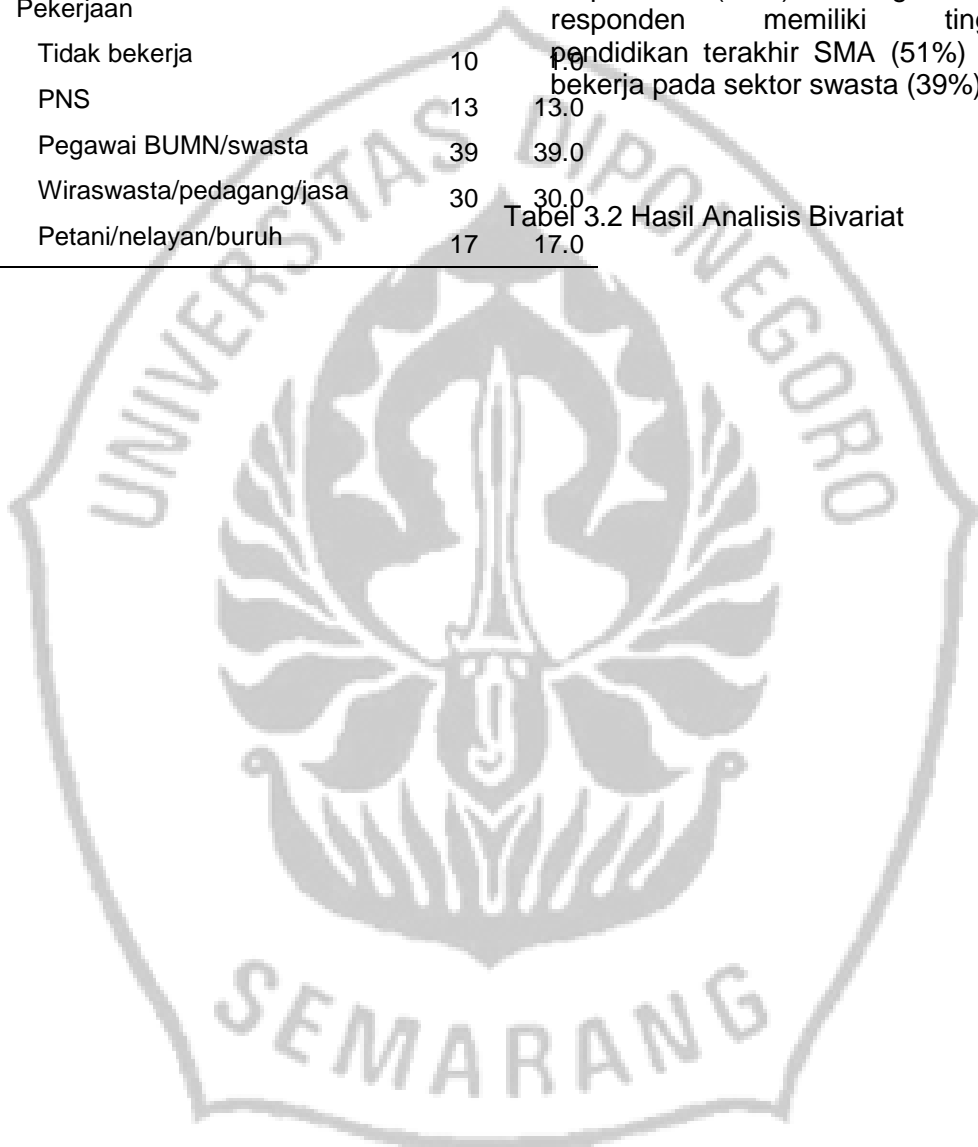 Pekerjaan
Tidak bekerja 10 1.0
PNS 13 13.0
Pegawai BUMN/swasta 39 39.0
Wiraswasta/pedagang/jasa 30 30.0
Petani/nelayan/buruh 17 17.0
responden memiliki
pendidikan terakhir SMA (51%)
bekerja pada sektor swasta (39%)
Tabel 3.2 Hasil Analisis Bivariat
UNIVERSITAS DIPONEGORO
SEMARANG